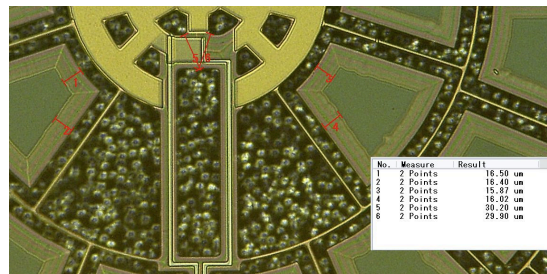 No. Measure Result
1 2 Points 16.50 um
2 2 Points 16.40 um
3 2 Points 15.87 um
4 2 Points 16.02 um
5 2 Points 30.20 um
6 2 Points 29.90 um
1
4